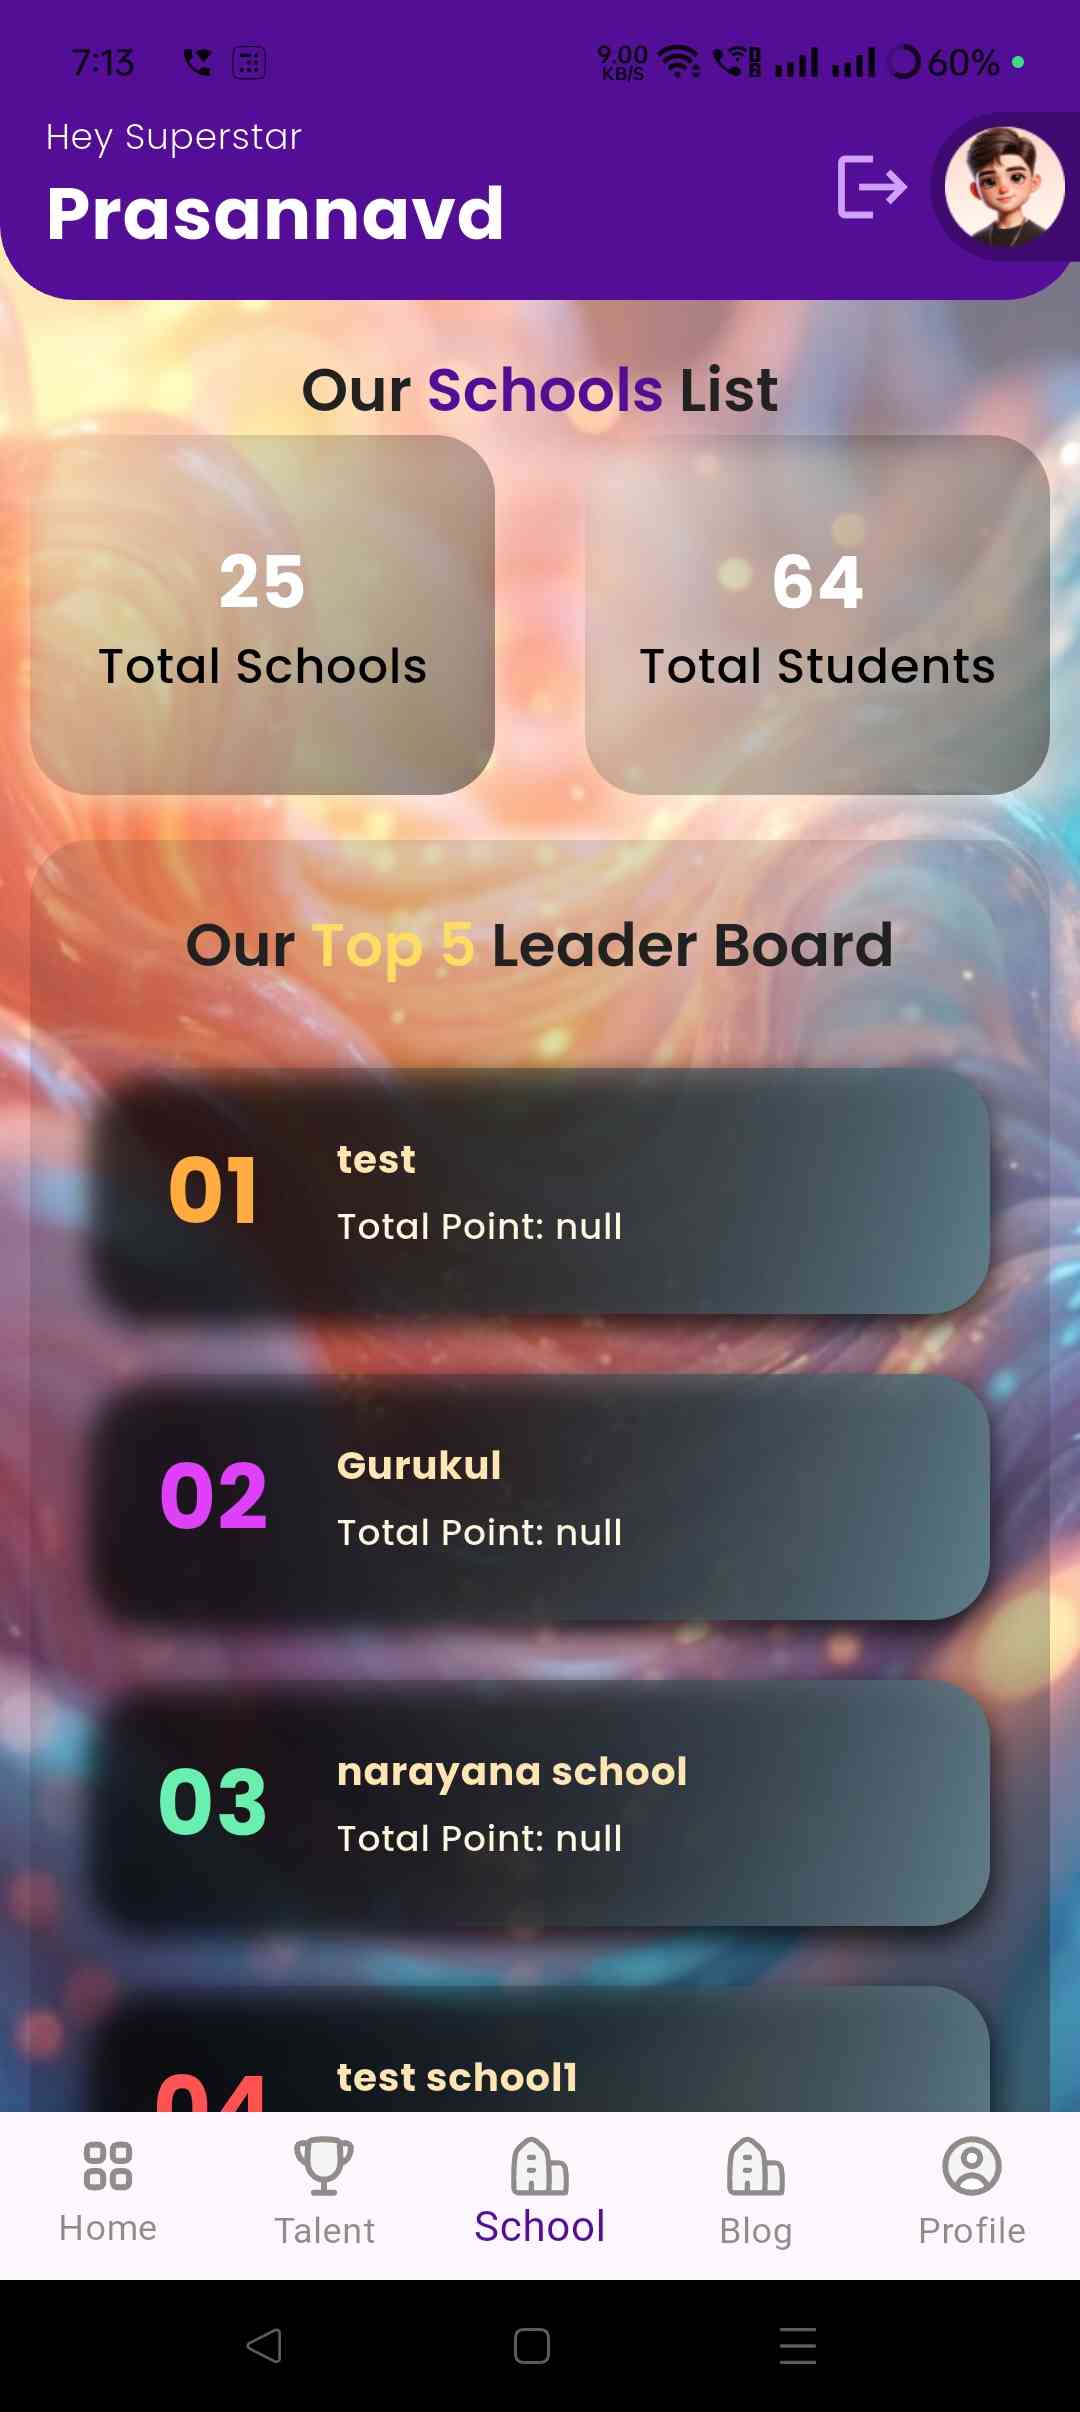 7:13
9.00
KB/S
60%
Hey Superstar
Prasannavd
Our Schools List
25
Total Schools
64
Total Students
Our Top 5 Leader Board
01
test
Total Point: null
02
Gurukul
Total Point: null
03
narayana school
Total Point: null
04
test school1
Home
Talent
School
Blog
Profile